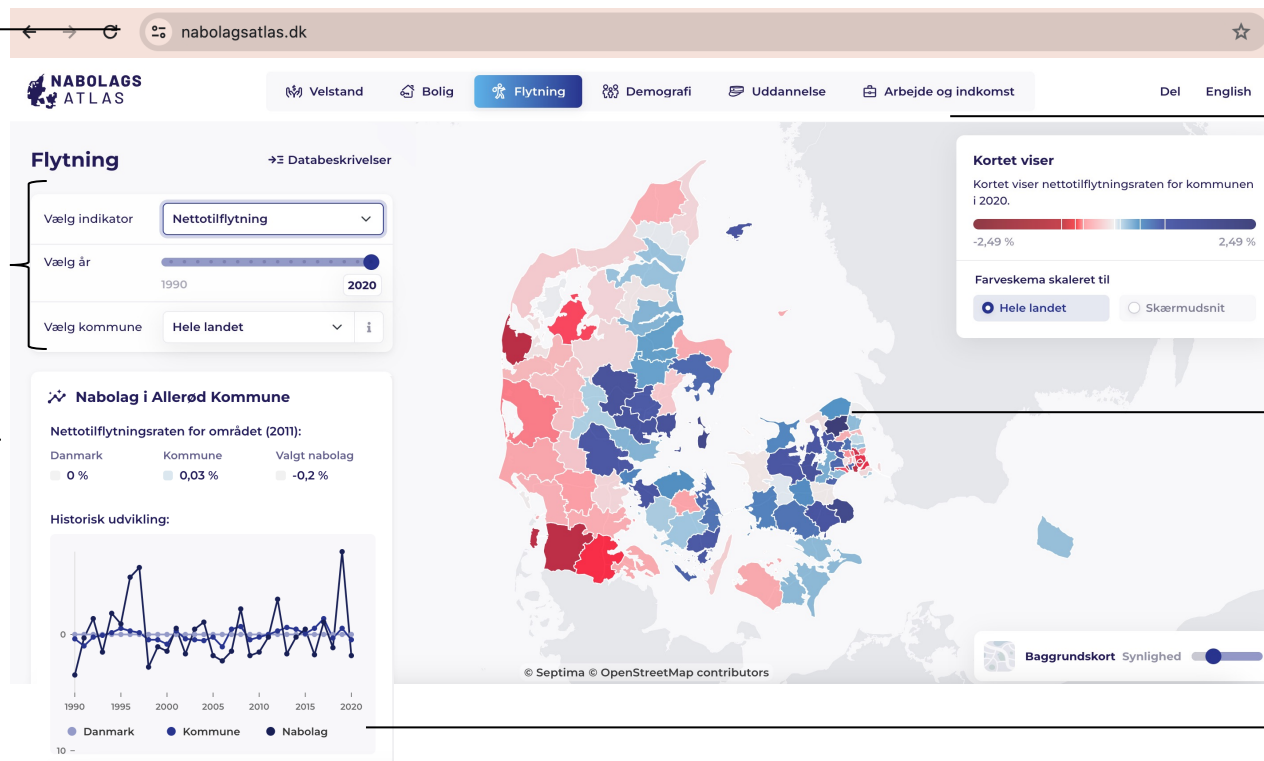 nabolagsatlas.dk
NABOLAGS
ATLAS
Velstand
Bolig
Flytning
Demografi
Uddannelse
Arbejde og indkomst
Del
English
Flytning
Databeskrivelser
Vælg indikator
Nettotilflytning
Vælg år
1990
2020
Vælg kommune
Hele landet
i
Nabolag i Allerød Kommune
Nettotilflytningsraten for området (2011):
Danmark
Kommune
Valgt nabolag
0 %
0,03 %
-0,2 %
Historisk udvikling:
0
1990
1995
2000
2005
2010
2015
2020
Danmark
Kommune
Nabolag
10
Kortet viser
Kortet viser nettotilflytningsraten for kommunen
i 2020.
-2,49 %
2,49 %
Farveskema skaleret til
Hele landet
Skærmudsnit
© Septima © OpenStreetMap contributors
Baggrundskort Synlighed